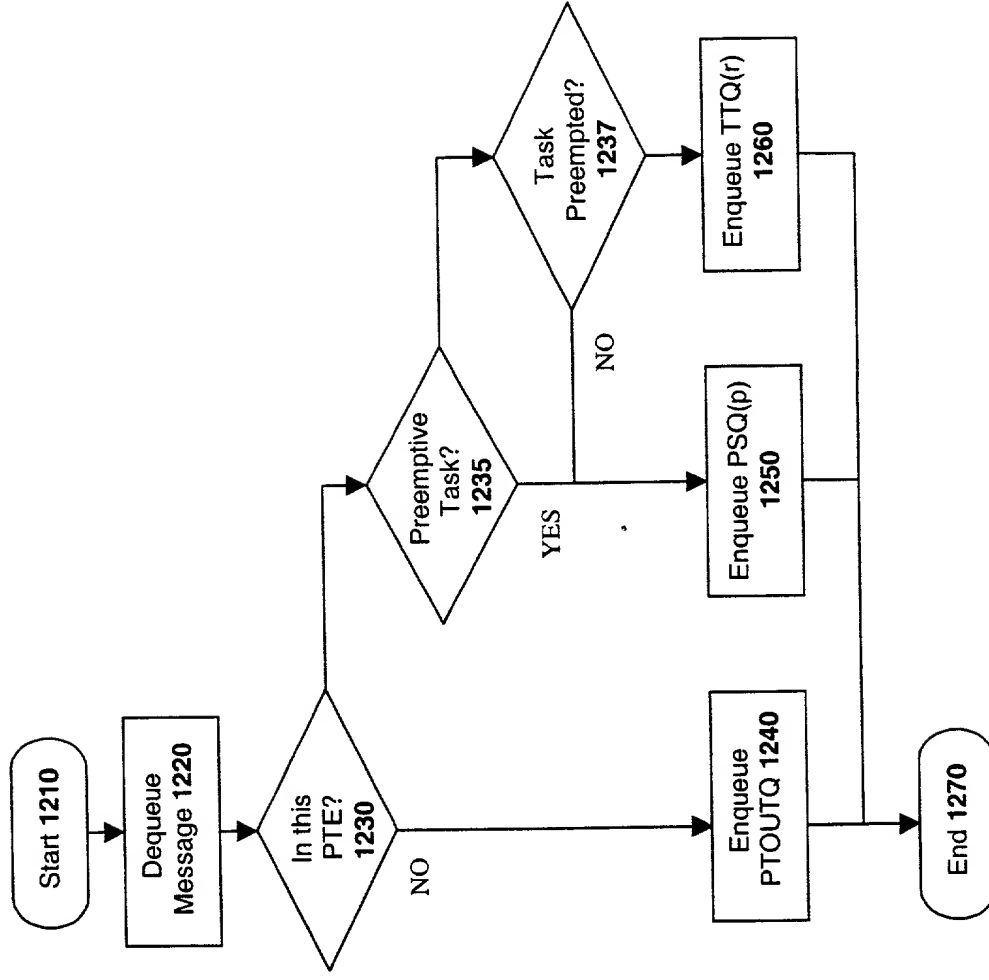 Start 1210
Dequeue
Message 1220
In this
PTE?
1230
NO
Preemptive
Task?
1235
YES
Task
Preempted?
1237
NO
Enqueue
PTOUTQ 1240
Enqueue PSQ(p)
1250
Enqueue TTQ(r)
1260
End 1270